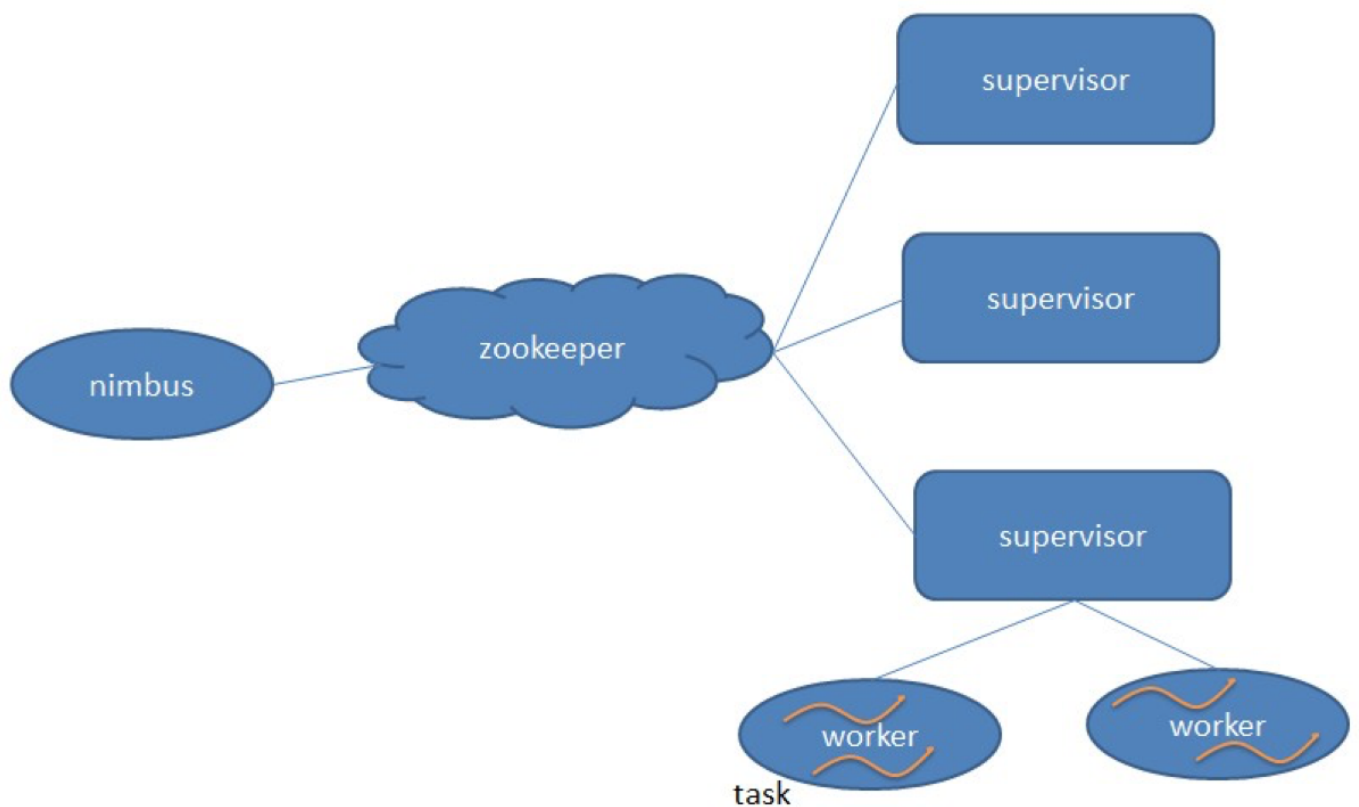 supervisor
supervisor
zookeeper
nimbus
supervisor
worker
worker
task